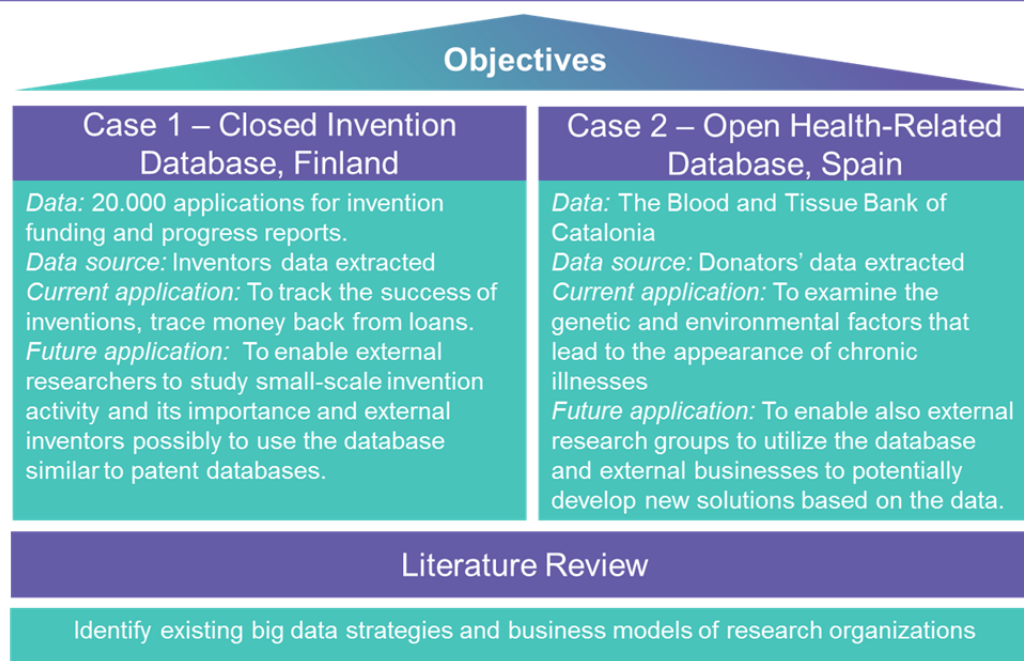 Objectives
Case 1 – Closed Invention
Database, Finland
Data: 20.000 applications for invention
funding and progress reports.
Data source: Inventors data extracted
Current application: To track the success of
inventions, trace money back from loans.
Future application: To enable external
researchers to study small-scale invention
activity and its importance and external
inventors possibly to use the database
similar to patent databases.
Case 2 – Open Health-Related
Database, Spain
Data: The Blood and Tissue Bank of
Catalonia
Data source: Donators’ data extracted
Current application: To examine the
genetic and environmental factors that
lead to the appearance of chronic
illnesses
Future application: To enable also external
research groups to utilize the database
and external businesses to potentially
develop new solutions based on the data.
Literature Review
Identify existing big data strategies and business models of research organizations